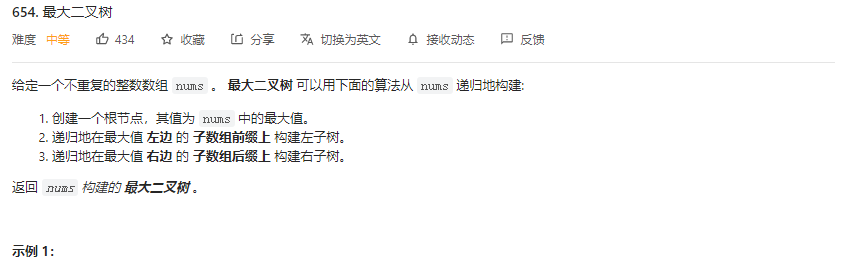 654. 最大二叉树
难度 中等 434 收藏 分享 切换为英文 接收动态 反馈
给定一个不重复的整数数组 nums 。 最大二叉树 可以用下面的算法从 nums 递归地构建:
1. 创建一个根节点，其值为 nums 中的最大值。
2. 递归地在最大值 左边 的 子数组前缀上 构建左子树。
3. 递归地在最大值 右边 的 子数组后缀上 构建右子树。
返回 nums 构建的 最大二叉树 。
示例 1：